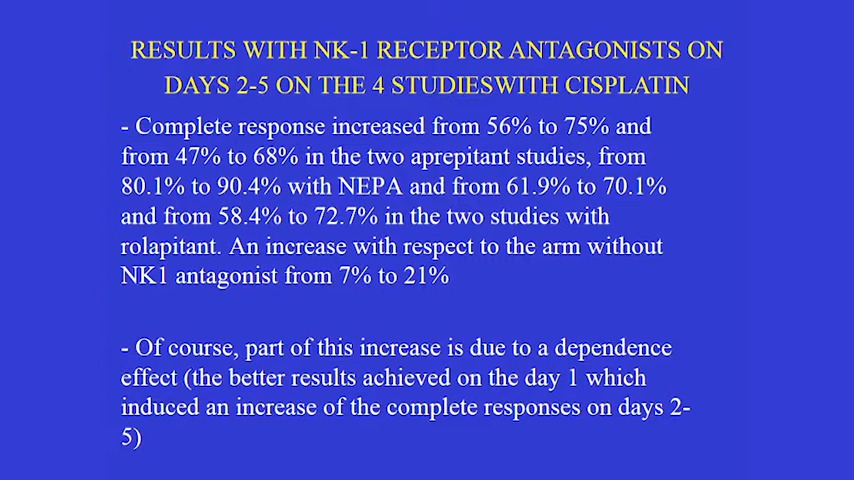 RESULTS WITH NK-1 RECEPTOR ANTAGONISTS ON
DAYS 2-5 ON THE 4 STUDIESWITH CISPLATIN
- Complete response increased from 56% to 75% and
from 47% to 68% in the two aprepitant studies, from
80.1% to 90.4% with NEPA and from 61.9% to 70.1%
and from 58.4% to 72.7% in the two studies with
rolapitant. An increase with respect to the arm without
NK1 antagonist from 7% to 21%
- Of course, part of this increase is due to a dependence
effect (the better results achieved on the day 1 which
induced an increase of the complete responses on days 2-
5)